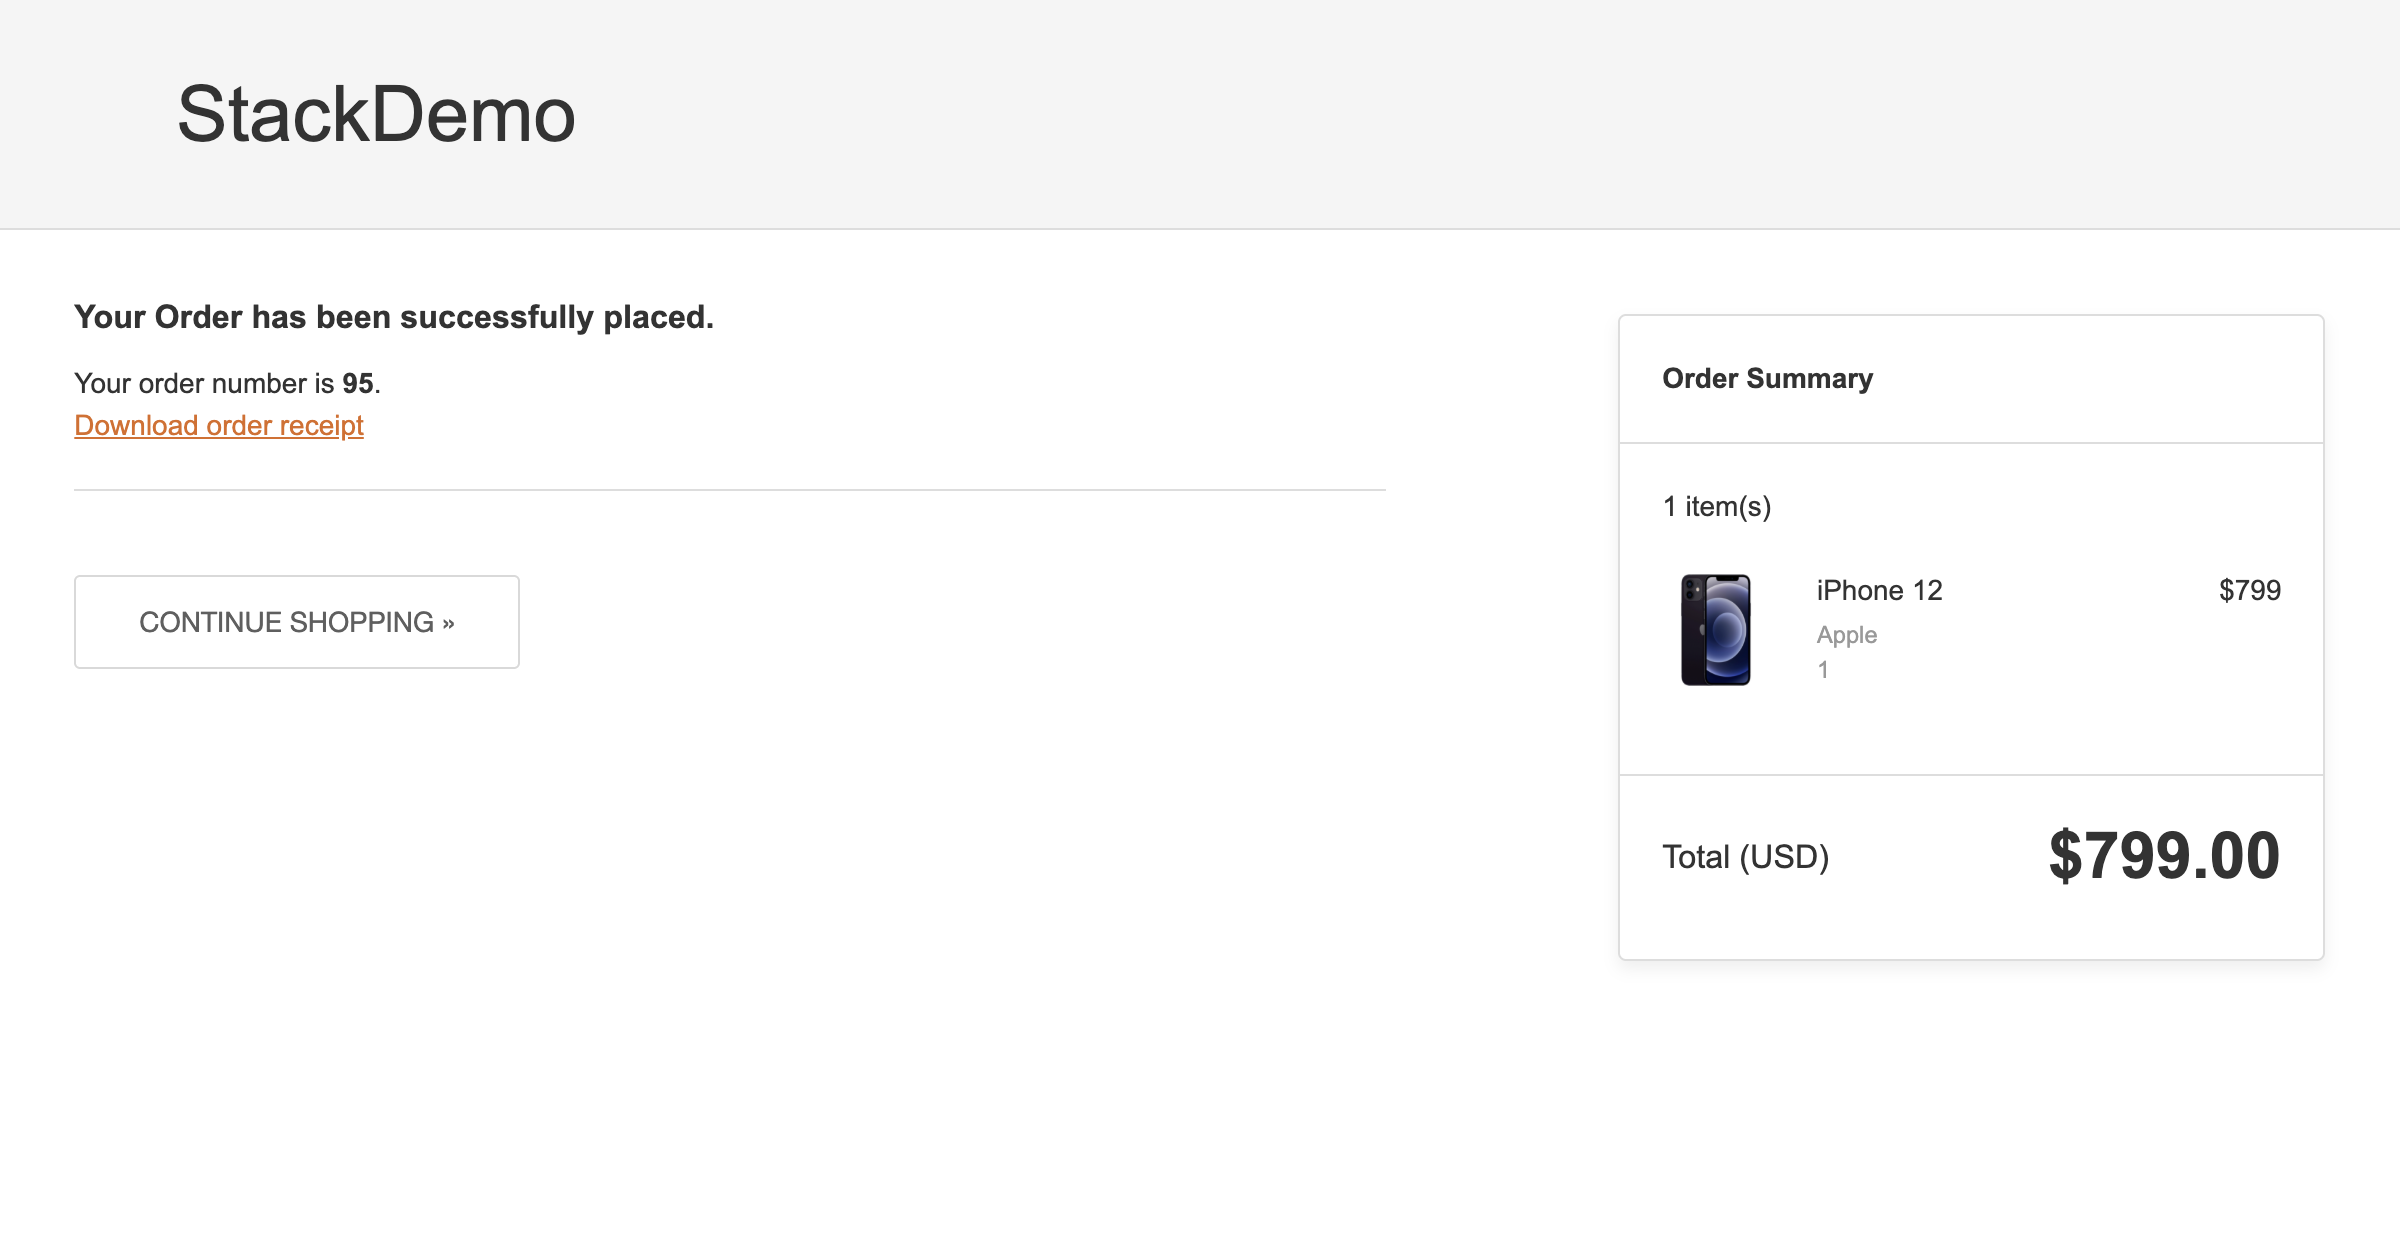 StackDemo
Your Order has been successfully placed.
Your order number is 95.
Download order receipt
CONTINUE SHOPPING »
Order Summary
1 item(s)
iPhone 12
$799
Apple
1
Total (USD)
$799.00